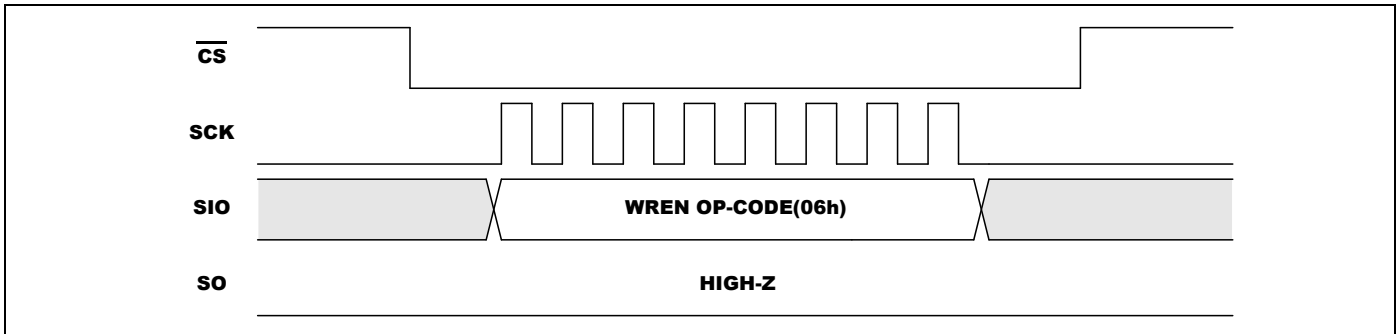 CS
SCK
SIO
WREN OP-CODE(06h)
SO
HIGH-Z